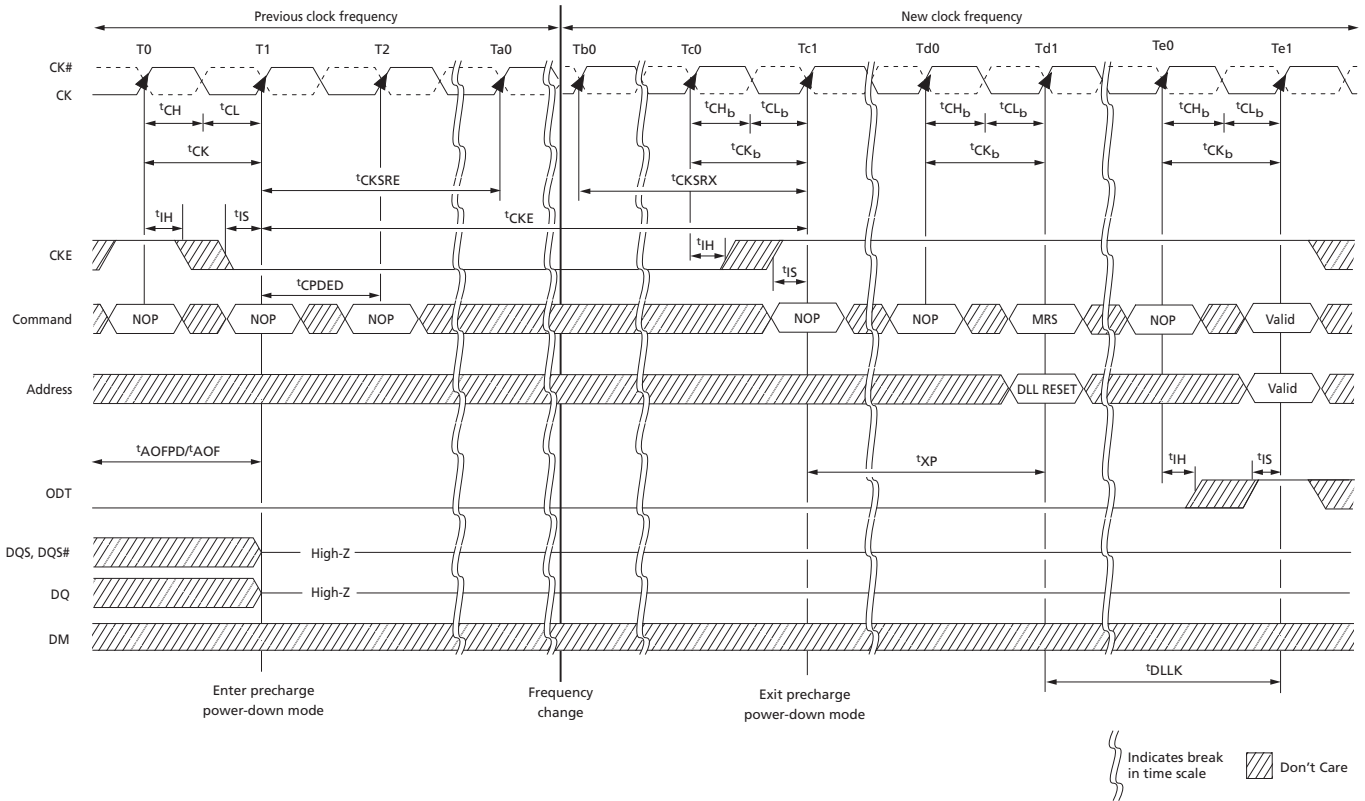 Previous clock frequency New clock frequency
T0 T1 T2 Ta0 Tb0 Tc0 Tc1 Td0 Td1 Te0 Te1
CK#
CK
tCH tCL tCHb tCLb tCHb tCLb tCHb tCLb
tCK tCKb tCKb tCKb
tCKSRE tCKSRX
tIH tIS tCKE
CKE tIH
tIS
tCPDED
Command NOP NOP NOP NOP NOP MRS NOP Valid
Address DLL RESET Valid
tAOFPD/tAOF tXP tIH tIS
ODT
DQS, DQS# High-Z
DQ High-Z
DM
tDLLK
Enter precharge
power-down mode
Frequency
change
Exit precharge
power-down mode
Indicates break
in time scale
Don't Care